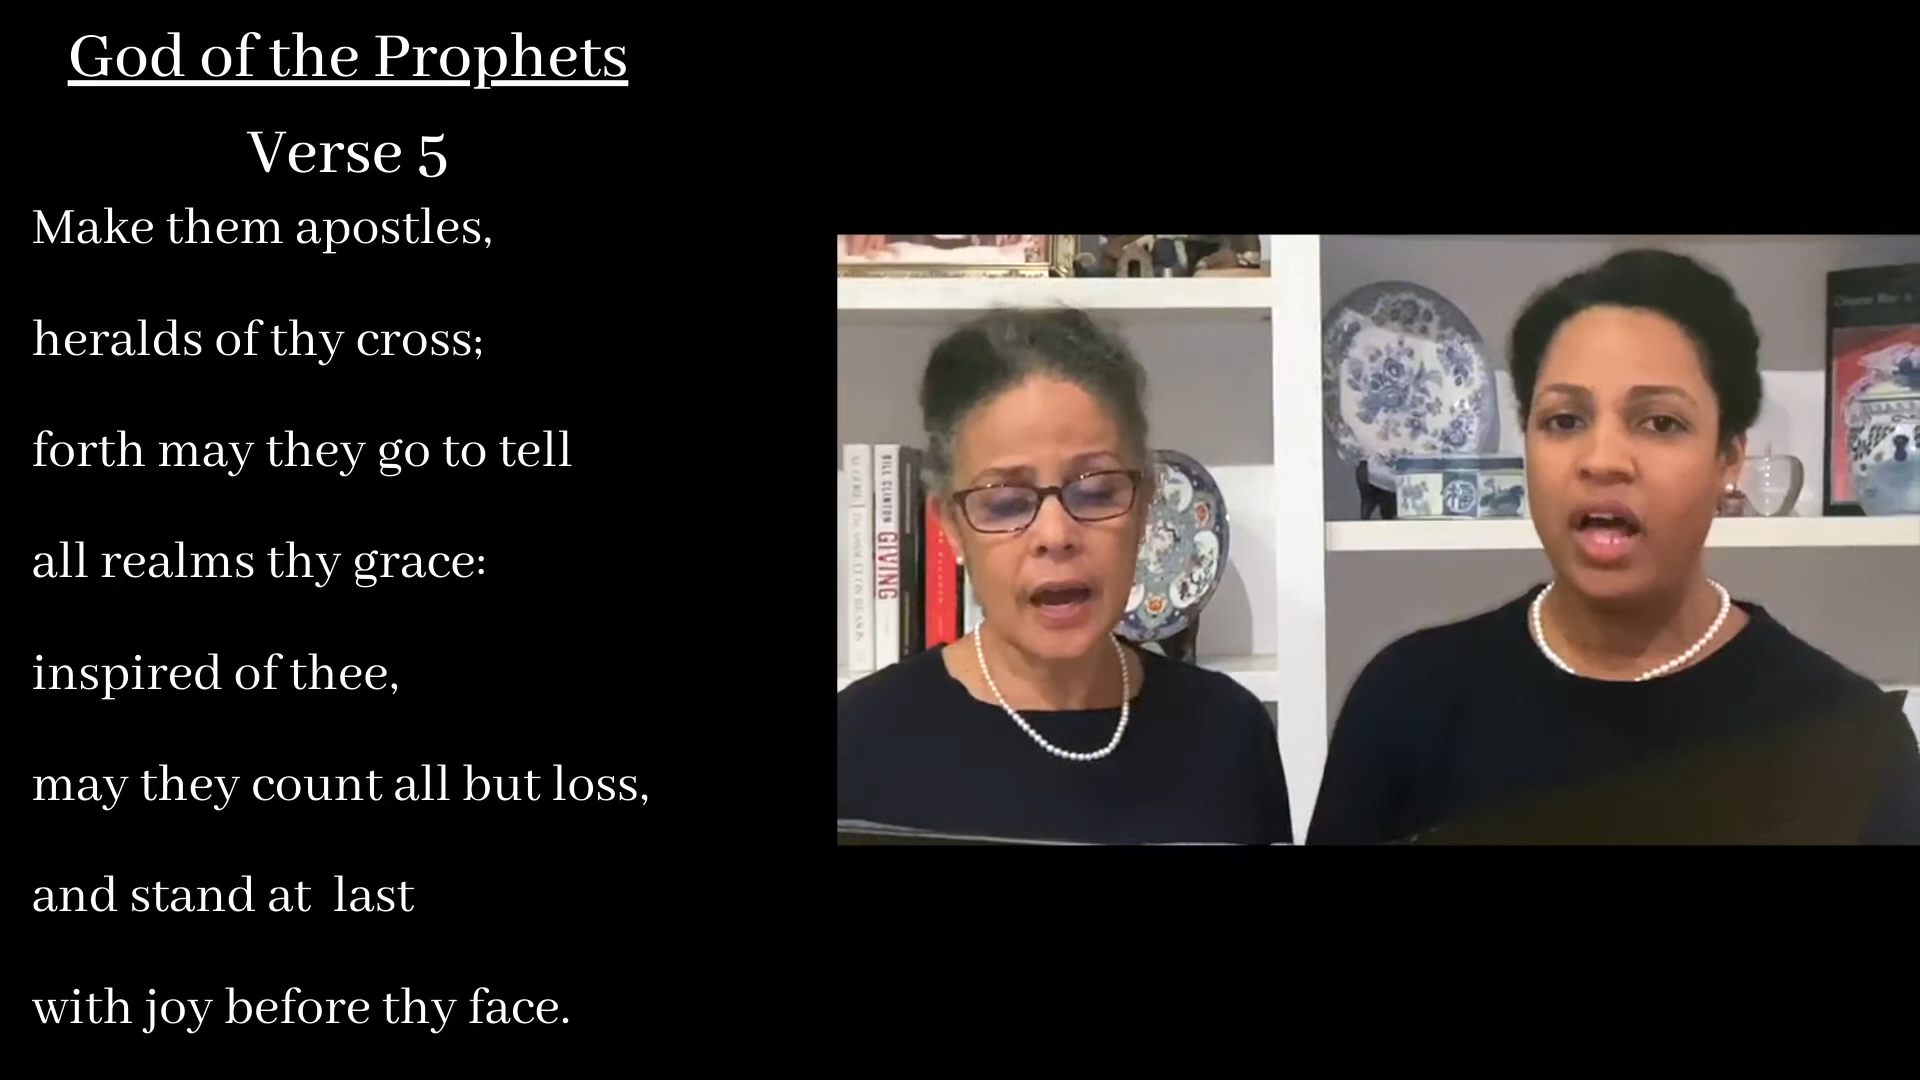 God of the Prophets
Verse 5
Make them apostles,
heralds of thy cross;
forth may they go to tell
all realms thy grace:
inspired of thee,
may they count all but loss,
and stand at last
with joy before thy face.
BILL CLINTON GIVING
福